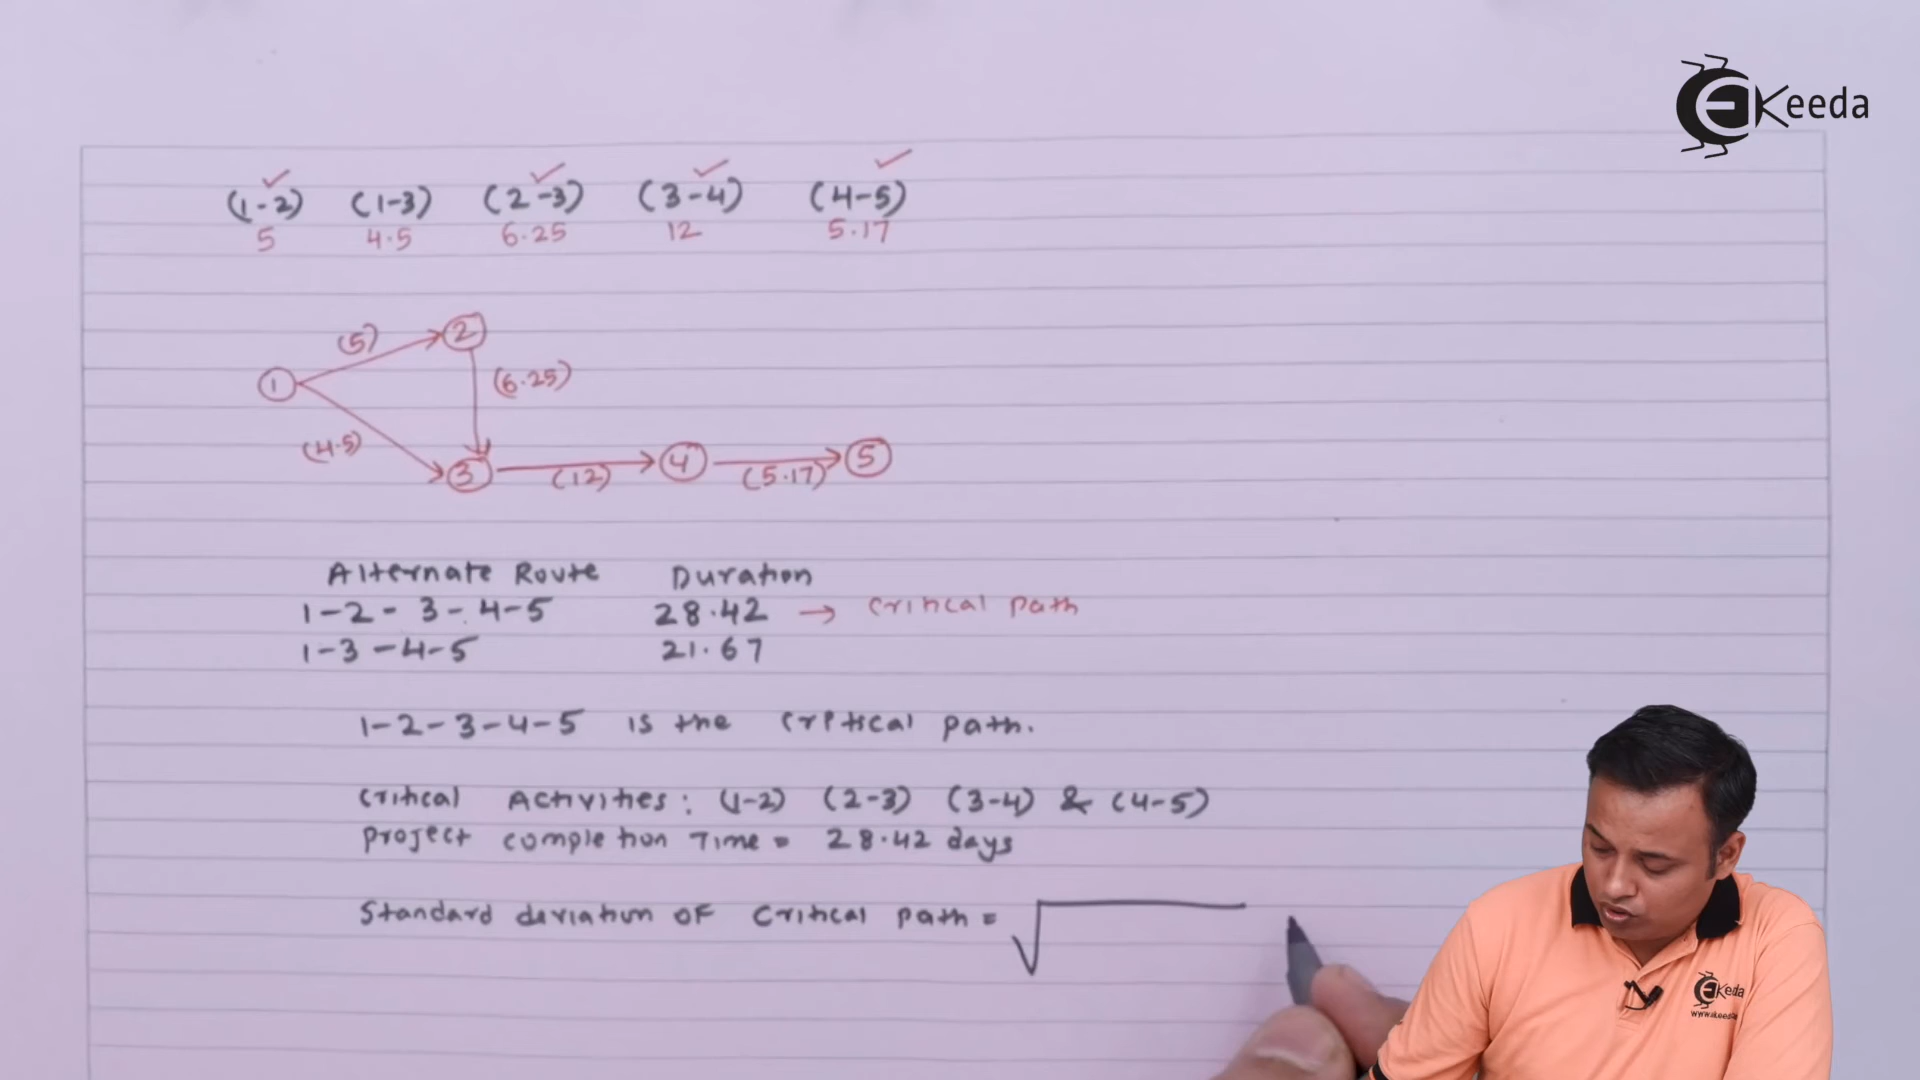 EKeeda
(1-2) (1-3) (2-3) (3-4) (4-5)
5 4.5 6.25 12 5.17
(5) 2
1 (6.25)
(4.5)
3 (12) 4 (5.17) 5
Alternate Route Duration
1-2-3-4-5 28.42 → critical path
1-3-4-5 21.67
1-2-3-4-5 is the critical path.
critical Activities: (1-2) (2-3) (3-4) & (4-5)
project completion Time = 28.42 days
Standard deviation of critical path = √
EKeeda